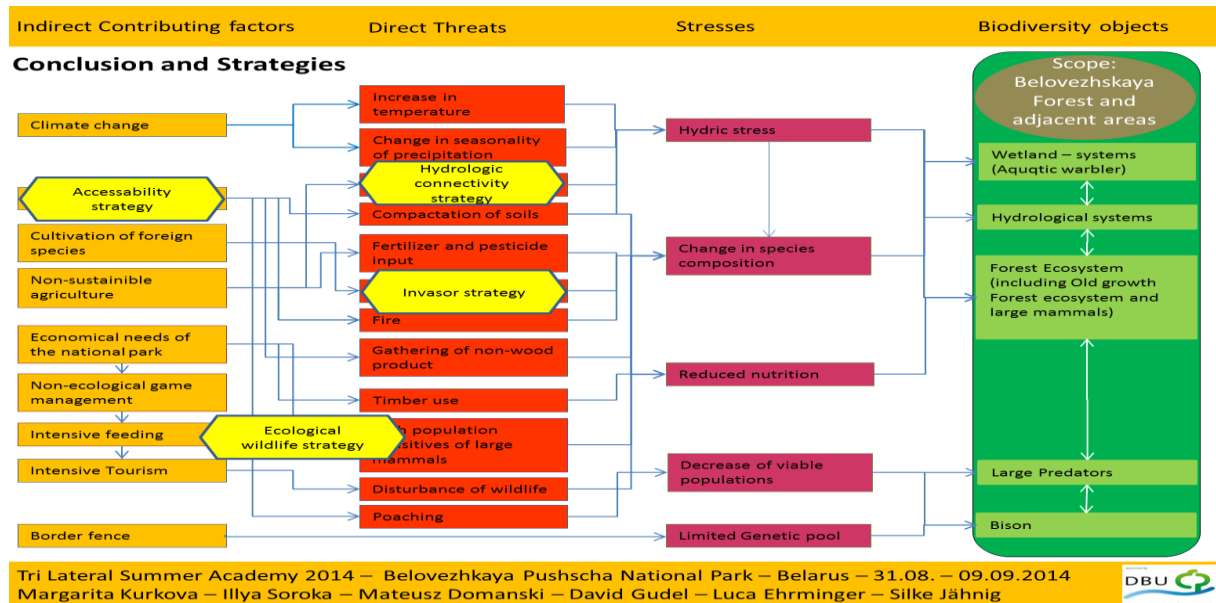 Indirect Contributing factors
Direct Threats
Stresses
Biodiversity objects
Conclusion and Strategies
Climate change
Accessability
strategy
Cultivation of foreign
species
Non-sustainible
agriculture
Economical needs of
the national park
Non-ecological game
management
Intensive feeding
Intensive Tourism
Border fence
Increase in
temperature
Change in seasonality
of precipitation
Hydrologic
connectivity
strategy
Compactation of soils
Fertilizer and pesticide
input
Invasor strategy
Fire
Gathering of non-wood
product
Timber use
population
of large
mammals
Ecological
wildlife strategy
Disturbance of wildlife
Poaching
Hydric stress
Change in species
composition
Reduced nutrition
Decrease of viable
populations
Limited Genetic pool
Scope:
Belovezhskaya
Forest and
adjacent areas
Wetland – systems
(Aquqtic warbler)
Hydrological systems
Forest Ecosystem
(including Old growth
Forest ecosystem and
large mammals)
Large Predators
Bison
Tri Lateral Summer Academy 2014 – Belovezhkaya Pushscha National Park – Belarus – 31.08. – 09.09.2014
Margarita Kurkova – Illya Soroka – Mateusz Domanski – David Gudel – Luca Ehrminger – Silke Jähnig
DBU